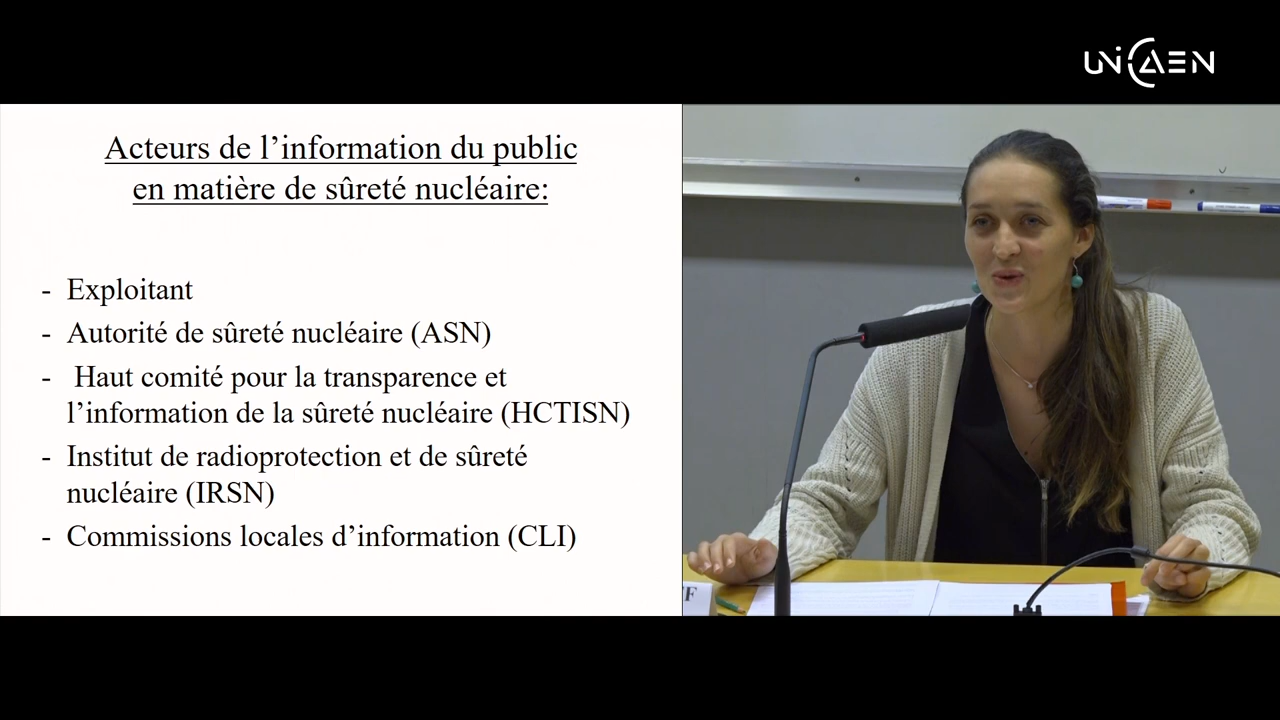 UNICAEN
Acteurs de l’information du public
en matière de sûreté nucléaire:
- Exploitant
- Autorité de sûreté nucléaire (ASN)
- Haut comité pour la transparence et
l’information de la sûreté nucléaire (HCTISN)
- Institut de radioprotection et de sûreté
nucléaire (IRSN)
- Commissions locales d’information (CLI)